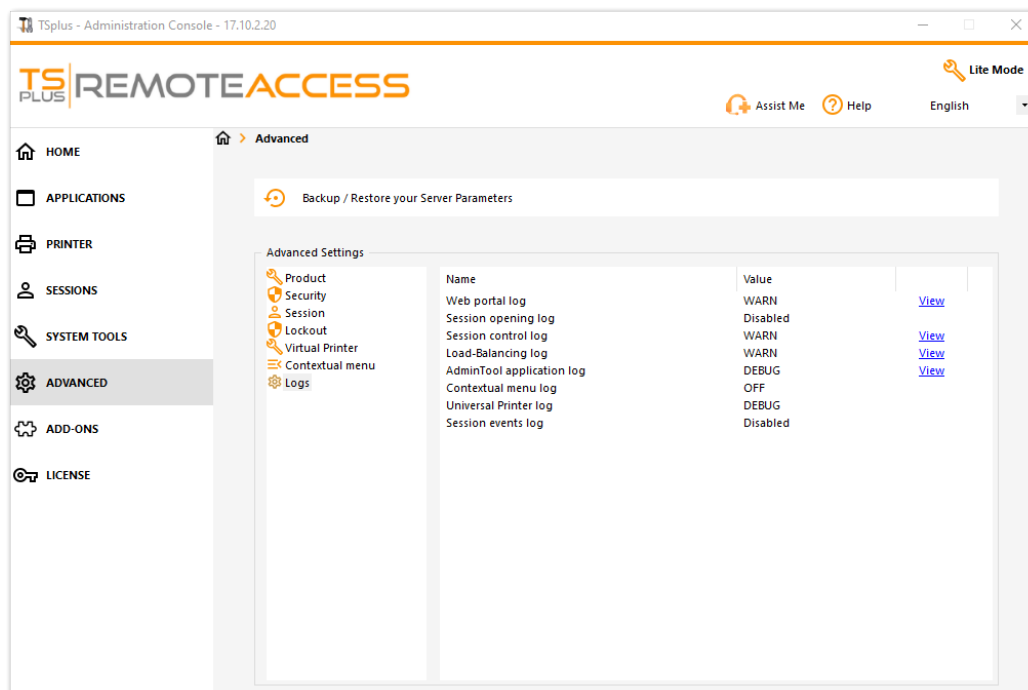 TSplus - Administration Console - 17.10.2.20
TS PLUS REMOTEACCESS
Lite Mode
Assist Me
Help
English
HOME
APPLICATIONS
PRINTER
SESSIONS
SYSTEM TOOLS
ADVANCED
ADD-ONS
LICENSE
Advanced
Backup / Restore your Server Parameters
Advanced Settings
Product
Security
Session
Lockout
Virtual Printer
Contextual menu
Logs
Name Value
Web portal log WARN View
Session opening log Disabled
Session control log WARN View
Load-Balancing log WARN View
AdminTool application log DEBUG View
Contextual menu log OFF
Universal Printer log DEBUG
Session events log Disabled